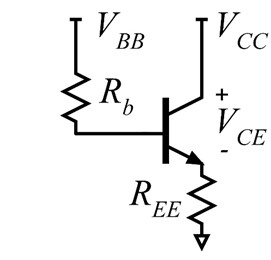 V_BB V_CC
R_b
+
V_CE
-
R_EE